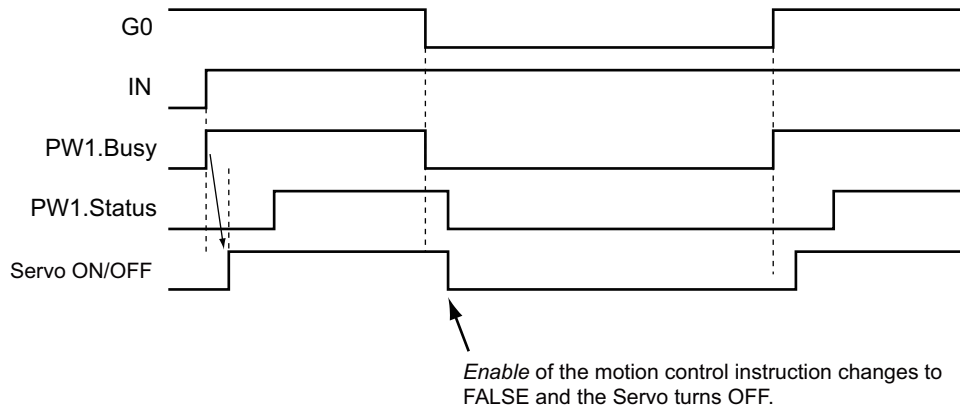 G0
IN
PW1.Busy
PW1.Status
Servo ON/OFF
Enable of the motion control instruction changes to
FALSE and the Servo turns OFF.